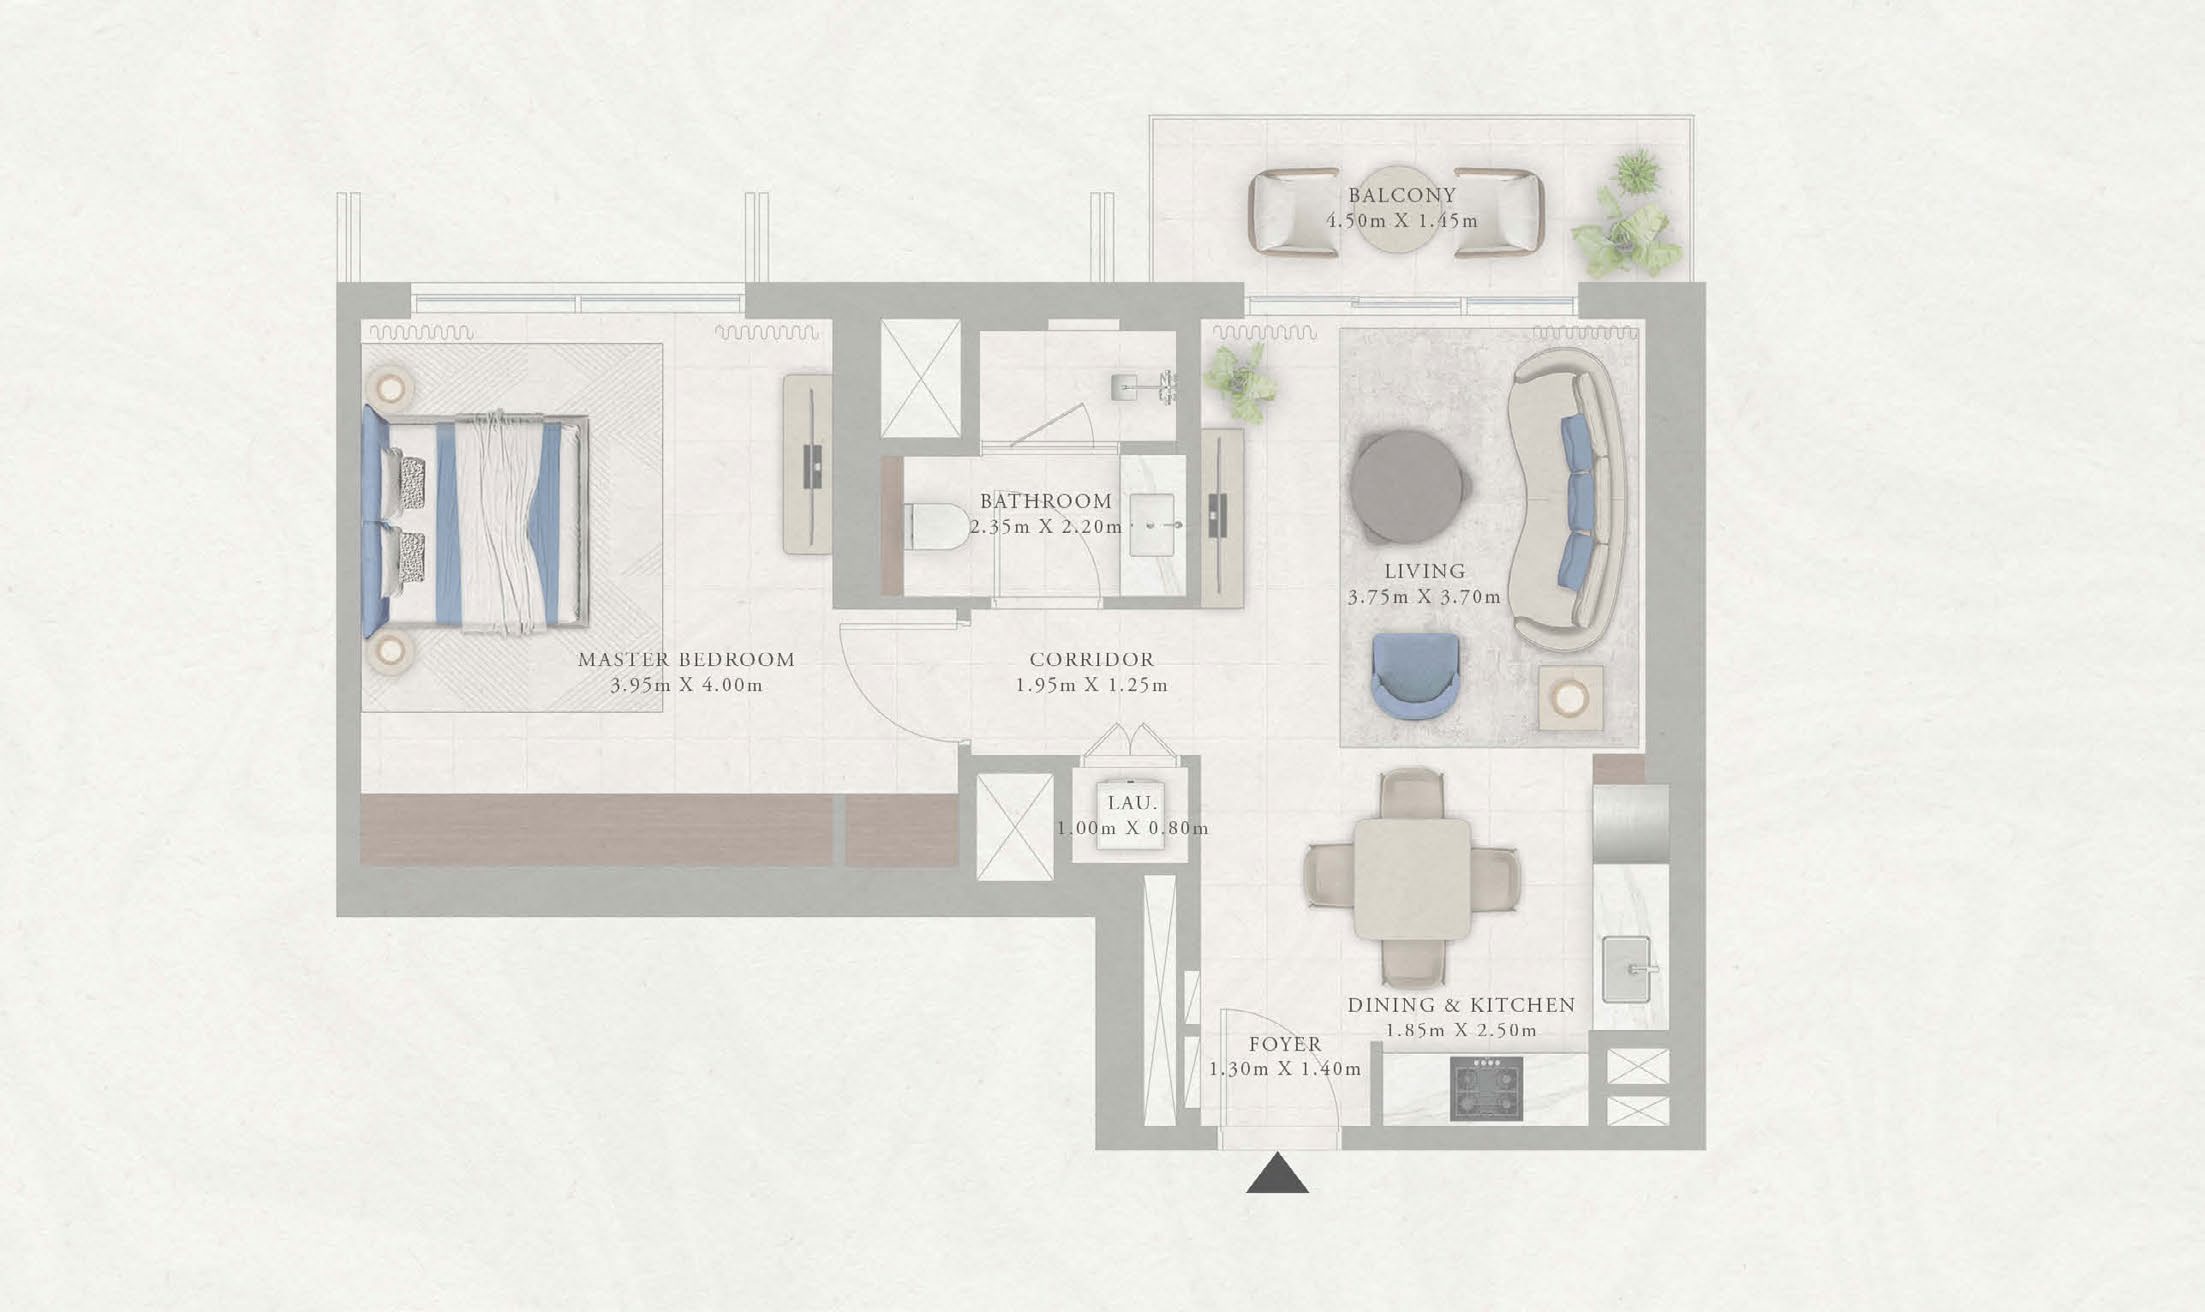 BALCONY
4.50m X 1.45m
BATHROOM
2.35m X 2.20m
LIVING
3.75m X 3.70m
MASTER BEDROOM
3.95m X 4.00m
CORRIDOR
1.95m X 1.25m
LAU.
1.00m X 0.80m
DINING & KITCHEN
1.85m X 2.50m
FOYER
1.30m X 1.40m